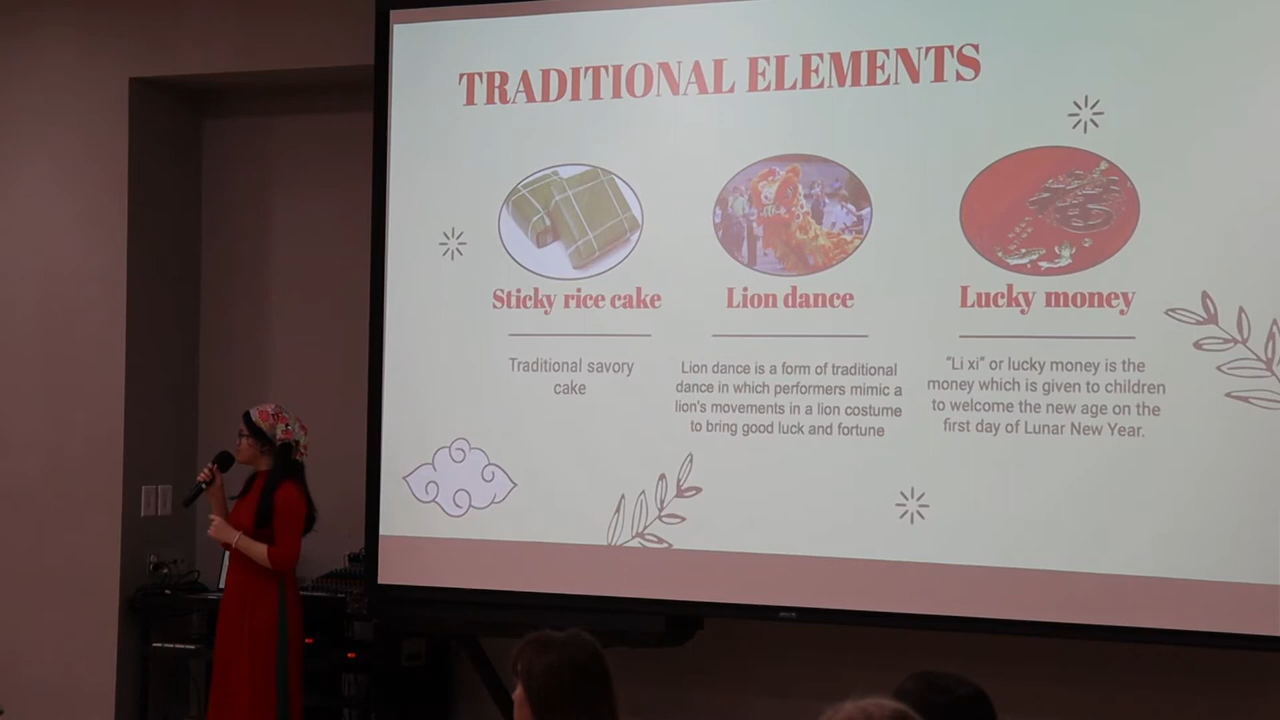 TRADITIONAL ELEMENTS
Sticky rice cake
Traditional savory
cake
Lion dance
Lion dance is a form of traditional
dance in which performers mimic a
lion's movements in a lion costume
to bring good luck and fortune
Lucky money
"Li xi" or lucky money is the
money which is given to children
to welcome the new age on the
first day of Lunar New Year.